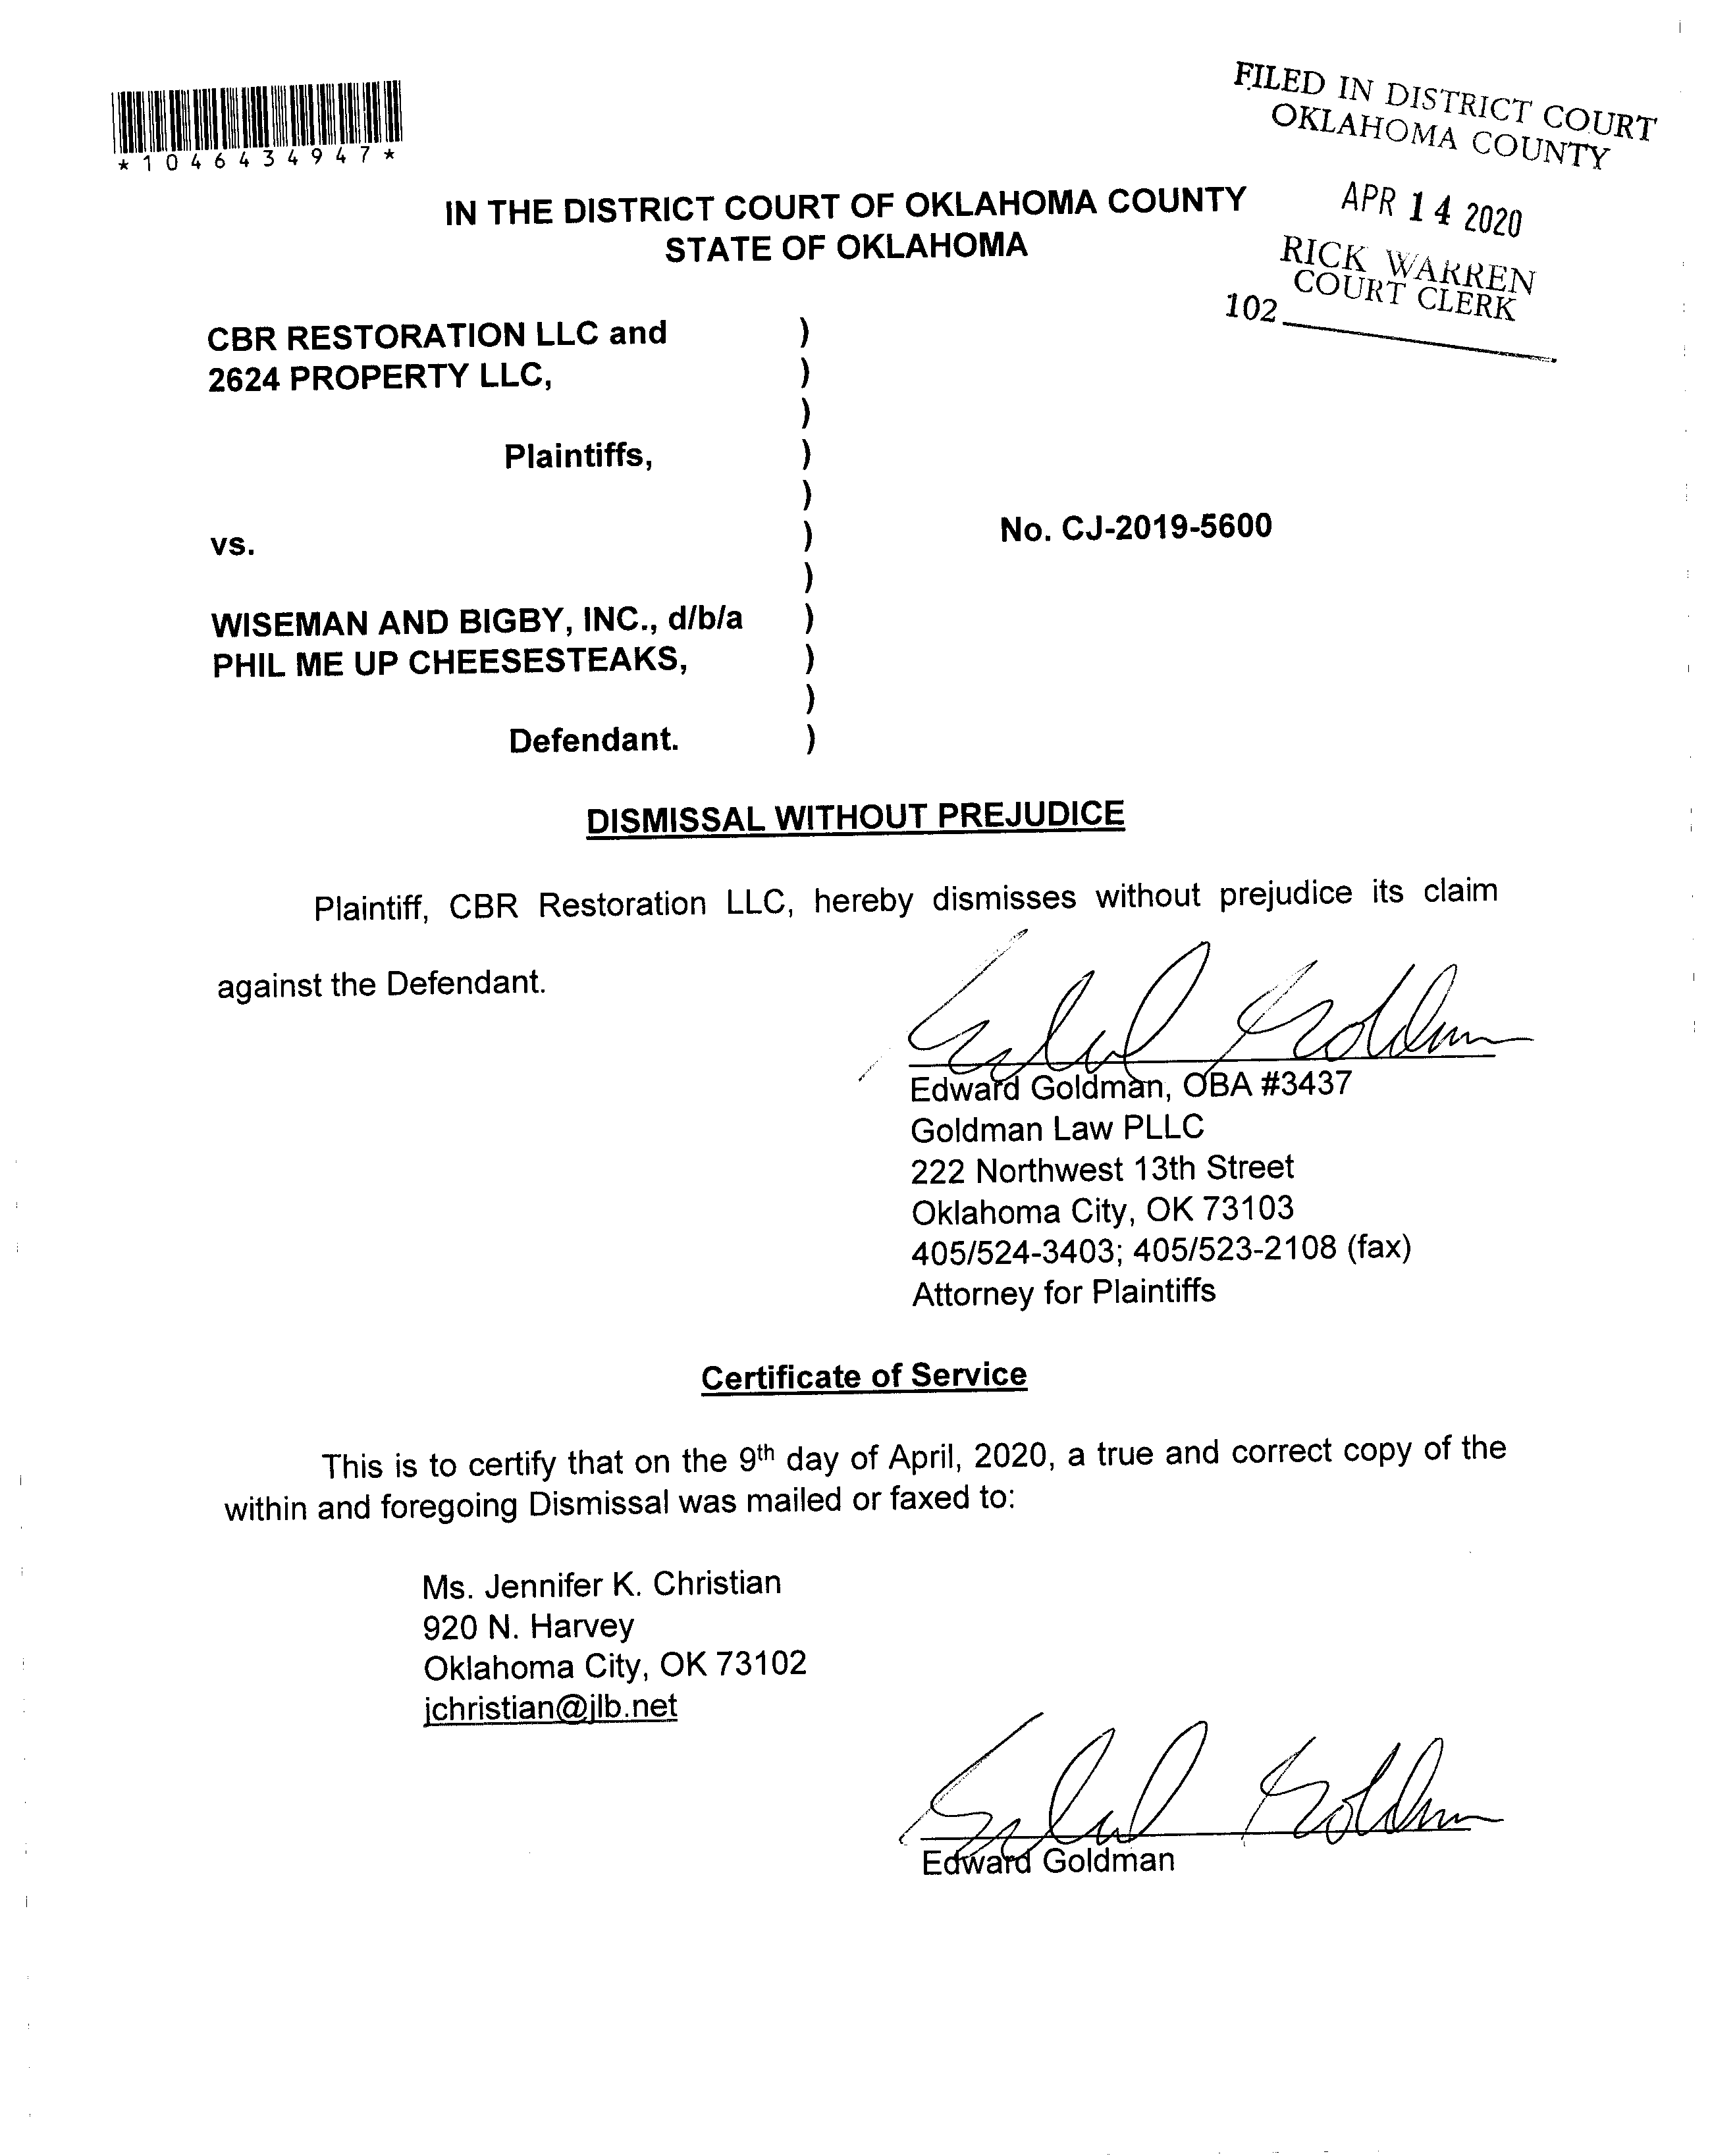 *1046434947*
FILED IN DISTRICT COURT
OKLAHOMA COUNTY
APR 14 2020
RICK WARREN
COURT CLERK
102
IN THE DISTRICT COURT OF OKLAHOMA COUNTY
STATE OF OKLAHOMA
CBR RESTORATION LLC and )
2624 PROPERTY LLC, )
)
Plaintiffs, )
)
vs. ) No. CJ-2019-5600
)
WISEMAN AND BIGBY, INC., d/b/a )
PHIL ME UP CHEESESTEAKS, )
)
Defendant. )
DISMISSAL WITHOUT PREJUDICE
Plaintiff, CBR Restoration LLC, hereby dismisses without prejudice its claim
against the Defendant.
Edward Goldman
Edward Goldman, OBA #3437
Goldman Law PLLC
222 Northwest 13th Street
Oklahoma City, OK 73103
405/524-3403; 405/523-2108 (fax)
Attorney for Plaintiffs
Certificate of Service
This is to certify that on the 9th day of April, 2020, a true and correct copy of the
within and foregoing Dismissal was mailed or faxed to:
Ms. Jennifer K. Christian
920 N. Harvey
Oklahoma City, OK 73102
jchristian@jlb.net
Edward Goldman
Edward Goldman